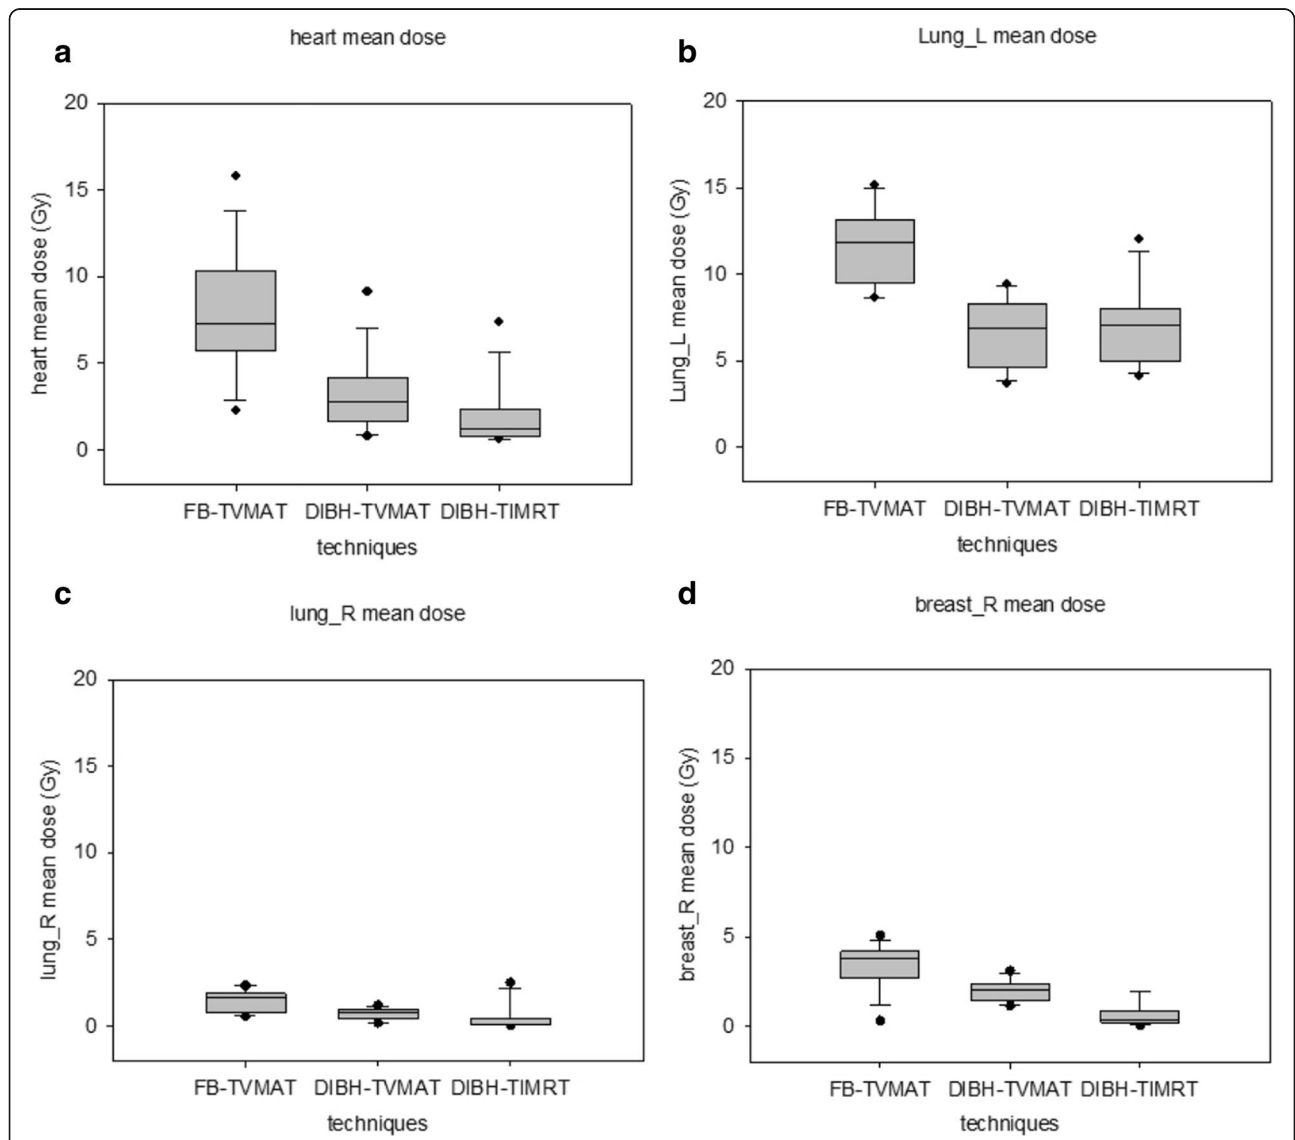 a
heart mean dose
20
15
10
5
0
heart mean dose (Gy)
FB-TVMAT DIBH-TVMAT DIBH-TIMRT
techniques
b
Lung_L mean dose
20
15
10
5
0
Lung_L mean dose (Gy)
FB-TVMAT DIBH-TVMAT DIBH-TIMRT
techniques
c
lung_R mean dose
20
15
10
5
0
lung_R mean dose (Gy)
FB-TVMAT DIBH-TVMAT DIBH-TIMRT
techniques
d
breast_R mean dose
20
15
10
5
0
breast_R mean dose (Gy)
FB-TVMAT DIBH-TVMAT DIBH-TIMRT
techniques